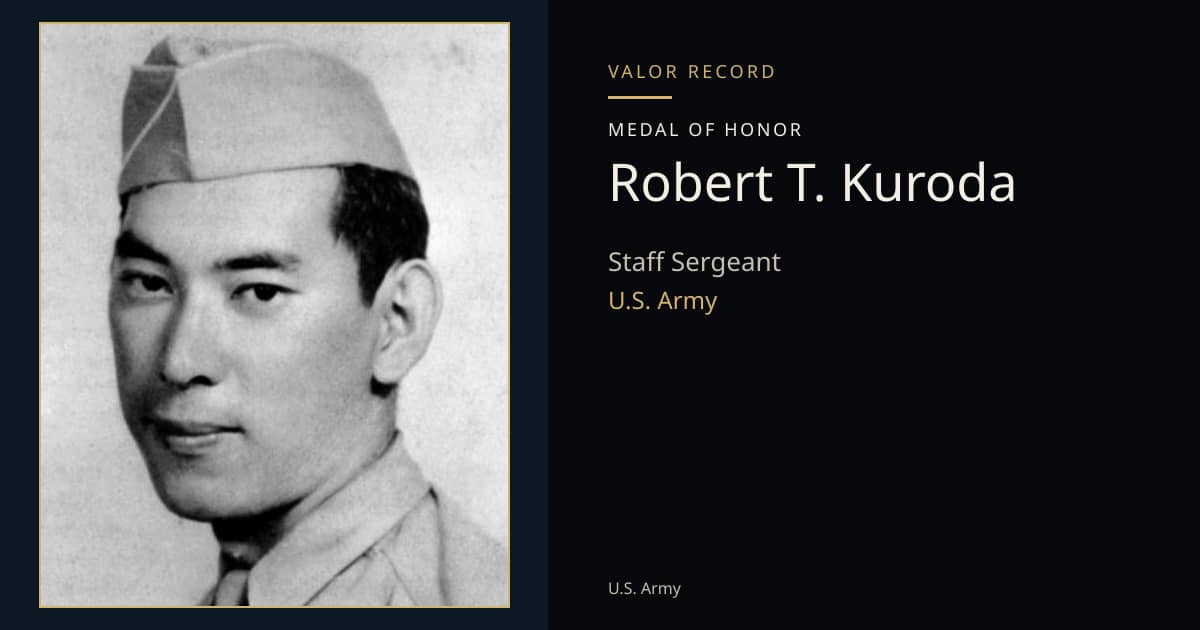 VALOR RECORD
MEDAL OF HONOR
Robert T. Kuroda
Staff Sergeant
U.S. Army
U.S. Army